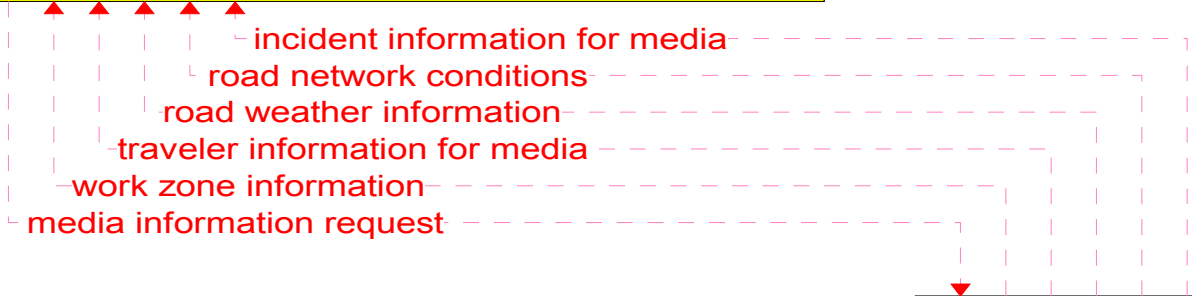 incident information for media
road network conditions
road weather information
traveler information for media
work zone information
media information request